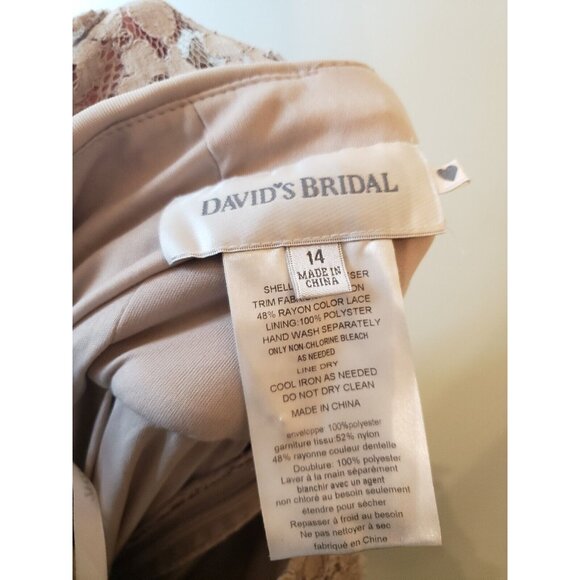 DAVID'S BRIDAL
14
MADE IN
CHINA
SHELL
TRIM
48% RAYON COLOR LACE
LINING:100% POLYSTER
HAND WASH SEPARATELY
ONLY NON-CHLORINE BLEACH
AS NEEDED
LINE DRY
COOL IRON AS NEEDED
DO NOT DRY CLEAN
MADE IN CHINA
enveloppe 100%polyester
garniture tissu:52% nylon
48% rayonne couleur dentelle
Doublure: 100% polyester
Laver à la main séparément
blanchir avec un agent
non chloré au besoin seulement
étendre pour sécher
Repasser à froid au besoin
Ne pas nettoyer à sec
fabriqué en Chine